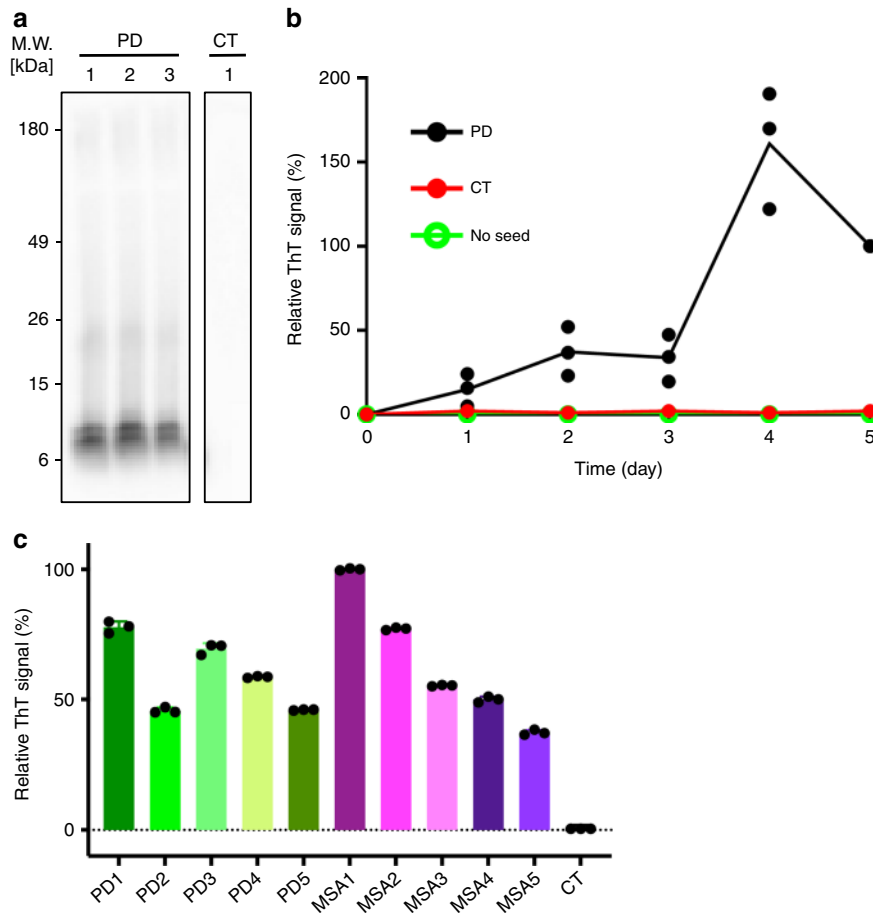 a
M.W.
[kDa]
PD
CT
1 2 3 1
180
49
26
15
6
b
Relative ThT signal (%)
200
150
100
50
0
PD
CT
No seed
0 1 2 3 4 5
Time (day)
c
Relative ThT signal (%)
100
50
0
PD1 PD2 PD3 PD4 PD5 MSA1 MSA2 MSA3 MSA4 MSA5 CT